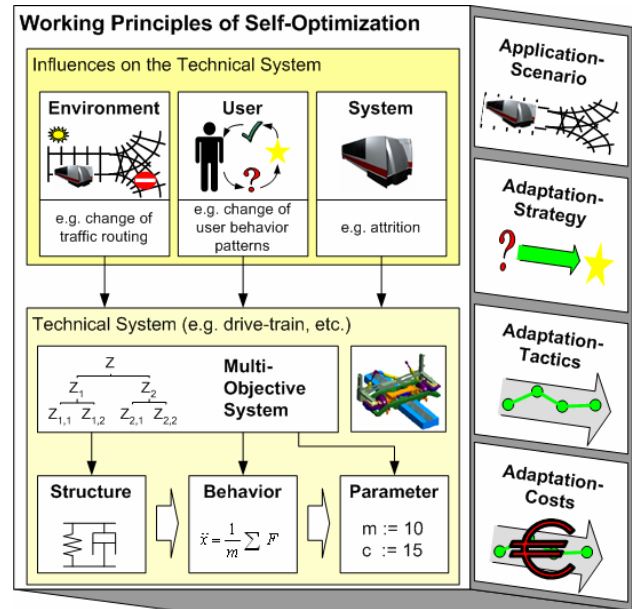 Working Principles of Self-Optimization
Influences on the Technical System
Environment
e.g. change of
traffic routing
User
?
e.g. change of
user behavior
patterns
System
e.g. attrition
Technical System (e.g. drive-train, etc.)
Z
Z₁ Z₂
Z₁,₁ Z₁,₂ Z₂,₁ Z₂,₂
Multi-
Objective
System
Structure
Behavior
ẍ = 1/m ∑ F
Parameter
m := 10
c := 15
Application-
Scenario
Adaptation-
Strategy
?
Adaptation-
Tactics
Adaptation-
Costs
€